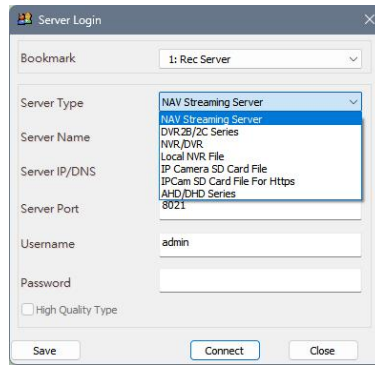 Server Login
Bookmark
1: Rec Server
Server Type
NAV Streaming Server
NAV Streaming Server
DVR2B/2C Series
NVR/DVR
Local NVR File
IP Camera SD Card File
IPCam SD Card File For Https
AHD/DHD Series
Server Name
Server IP/DNS
Server Port
8021
Username
admin
Password
High Quality Type
Save
Connect
Close